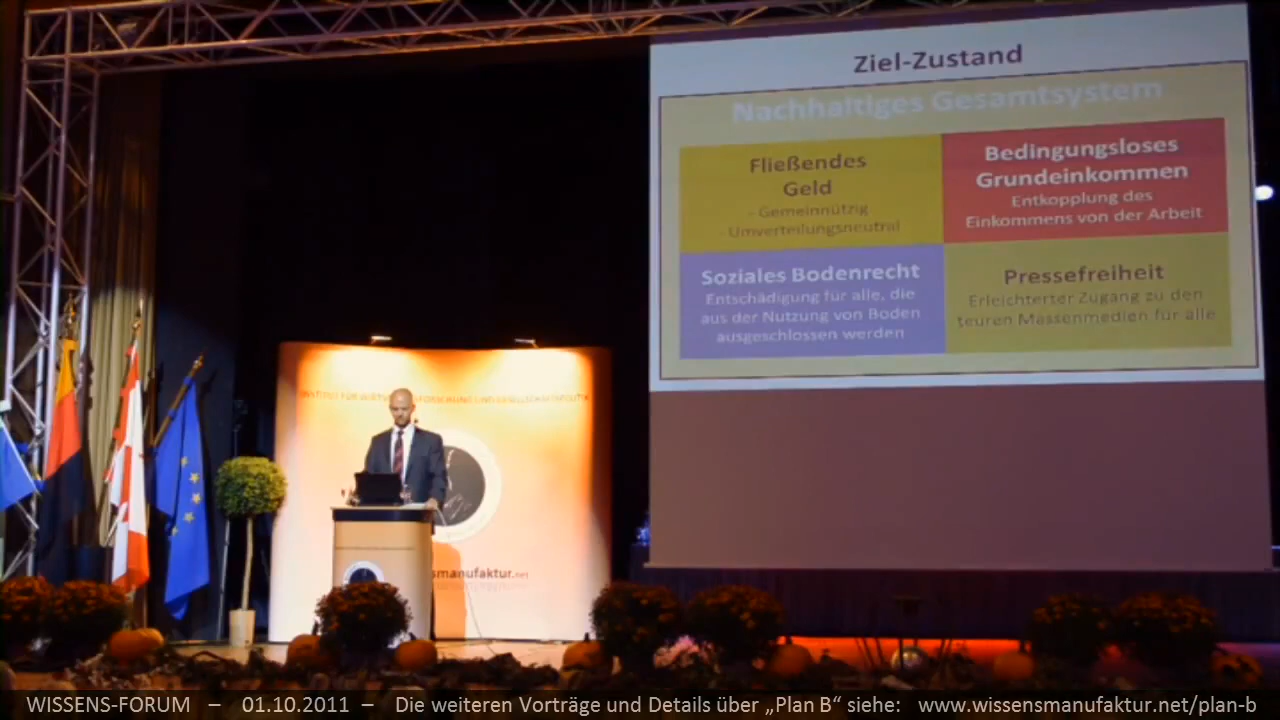 Ziel-Zustand
Nachhaltiges Gesamtsystem
Fließendes
Geld
- Gemeinnützig
- Umverteilungsneutral
Bedingungsloses
Grundeinkommen
Entkopplung des
Einkommens von der Arbeit
Soziales Bodenrecht
Entschädigung für alle, die
aus der Nutzung von Boden
ausgeschlossen werden
Pressefreiheit
Erleichterter Zugang zu den
teuren Massenmedien für alle
INSTITUT FÜR
smanufaktur.net
WISSENS-FORUM – 01.10.2011 – Die weiteren Vorträge und Details über „Plan B“ siehe: www.wissensmanufaktur.net/plan-b